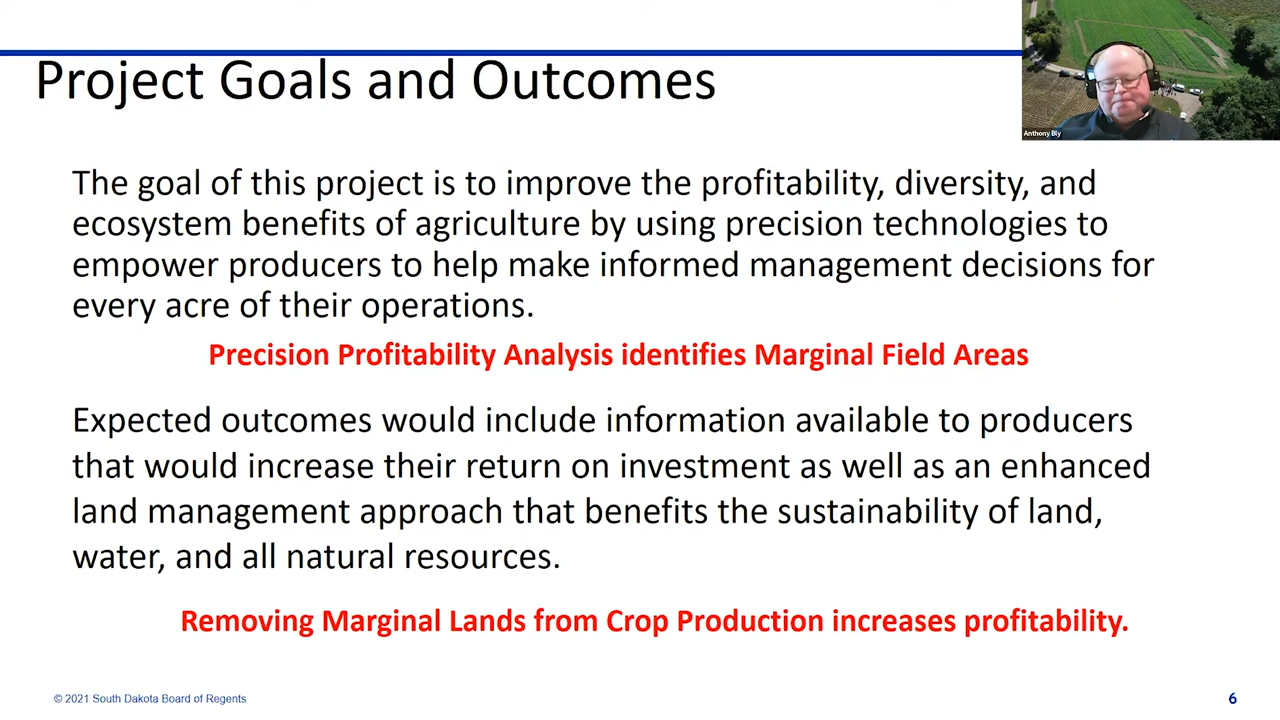 Project Goals and Outcomes
Anthony Bly
The goal of this project is to improve the profitability, diversity, and
ecosystem benefits of agriculture by using precision technologies to
empower producers to help make informed management decisions for
every acre of their operations.
Precision Profitability Analysis identifies Marginal Field Areas
Expected outcomes would include information available to producers
that would increase their return on investment as well as an enhanced
land management approach that benefits the sustainability of land,
water, and all natural resources.
Removing Marginal Lands from Crop Production increases profitability.
© 2021 South Dakota Board of Regents
6